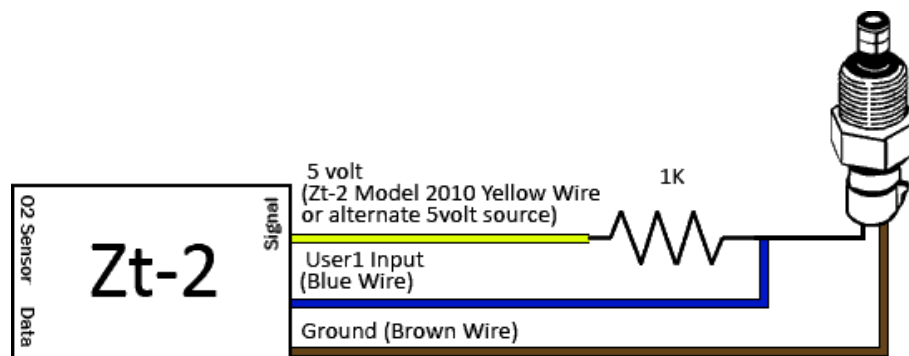 5 volt
(Zt-2 Model 2010 Yellow Wire
or alternate 5volt source)
1K
O2 Sensor
Data
Zt-2
Signal
User1 Input
(Blue Wire)
Ground (Brown Wire)